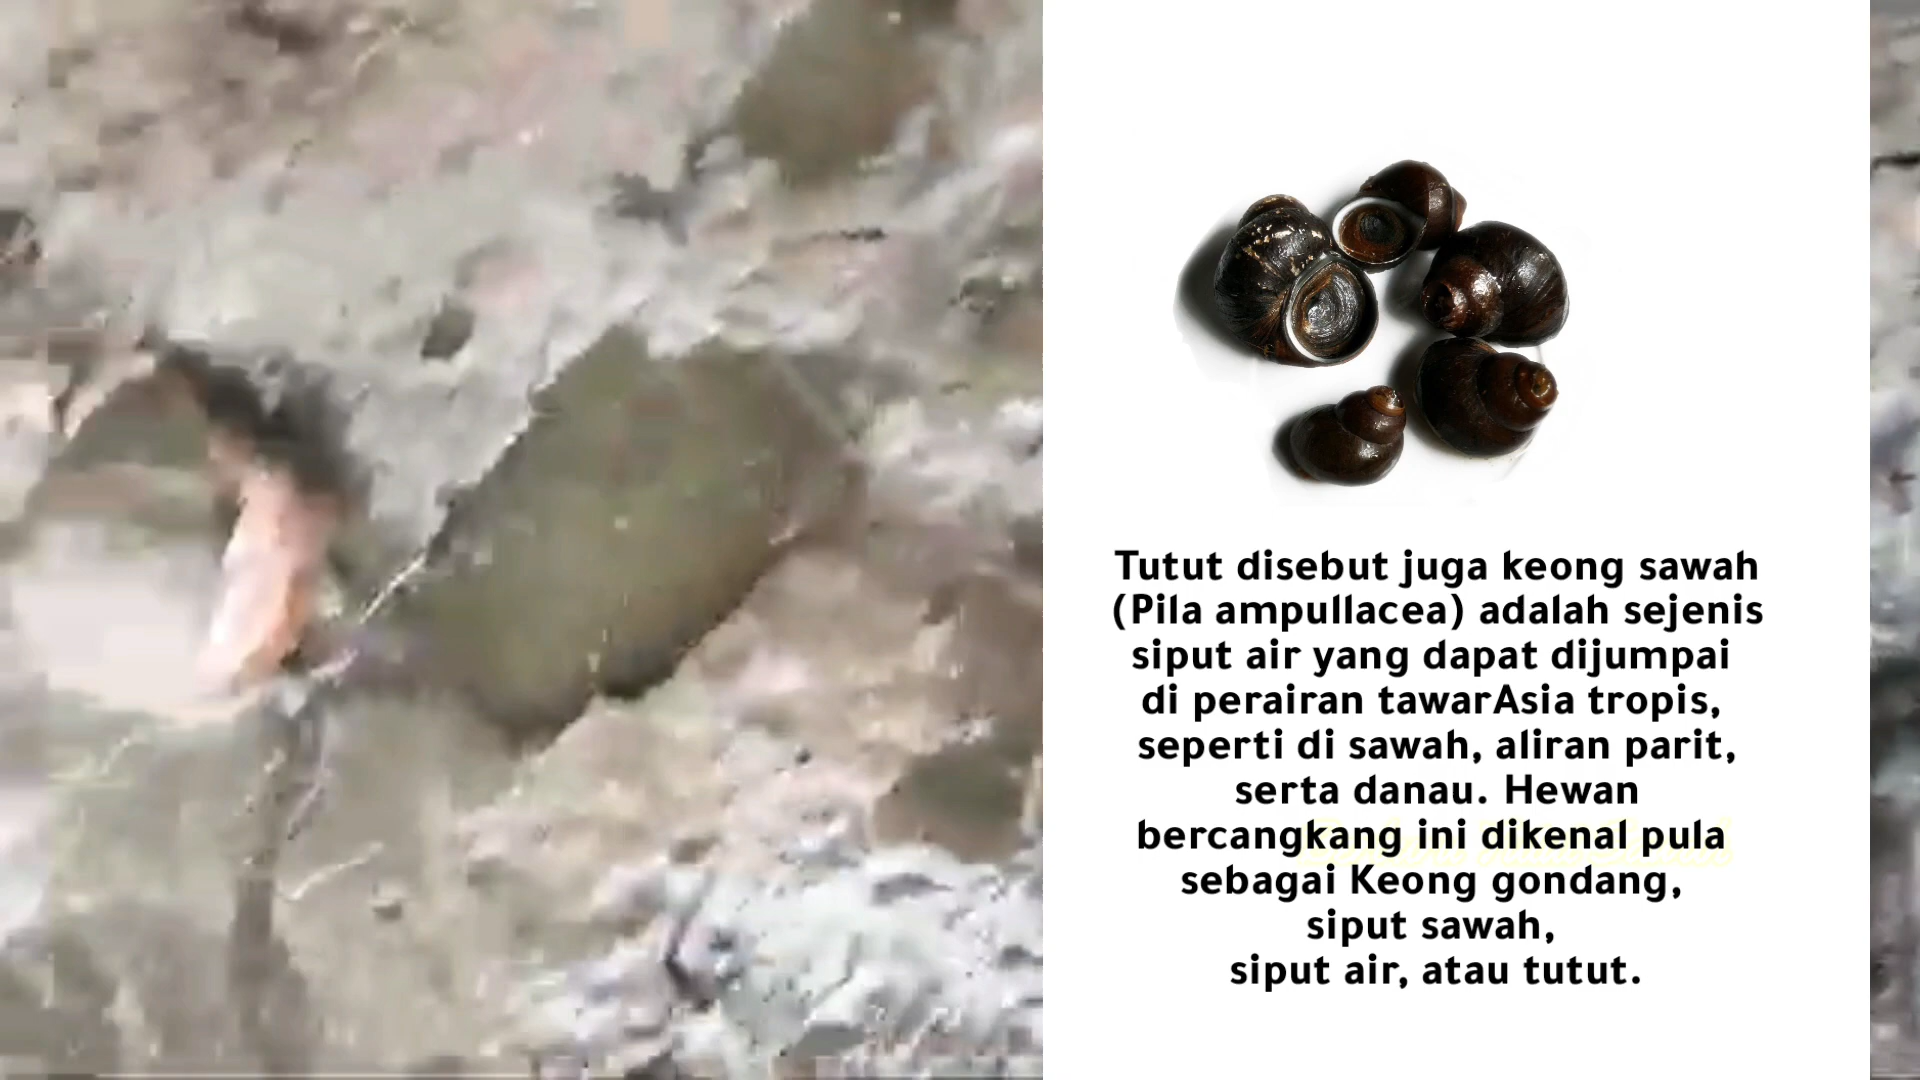 Tutut disebut juga keong sawah
(Pila ampullacea) adalah sejenis
siput air yang dapat dijumpai
di perairan tawarAsia tropis,
seperti di sawah, aliran parit,
serta danau. Hewan
bercangkang ini dikenal pula
sebagai Keong gondang,
siput sawah,
siput air, atau tutut.